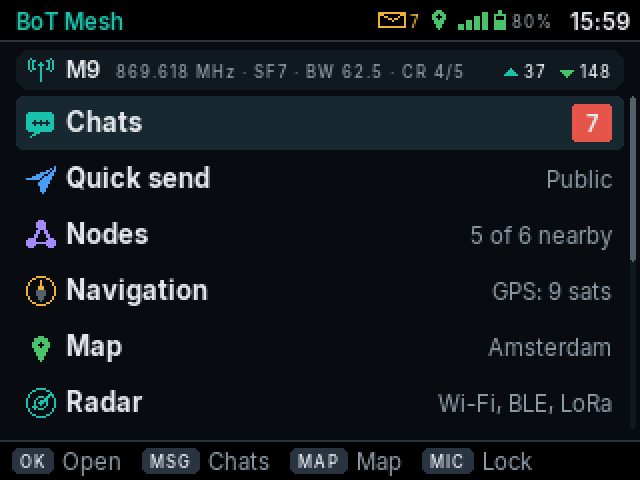 BoT Mesh 7 80% 15:59
M9 869.618 MHz · SF7 · BW 62.5 · CR 4/5 37 148
Chats 7
Quick send Public
Nodes 5 of 6 nearby
Navigation GPS: 9 sats
Map Amsterdam
Radar Wi-Fi, BLE, LoRa
OK Open MSG Chats MAP Map MIC Lock